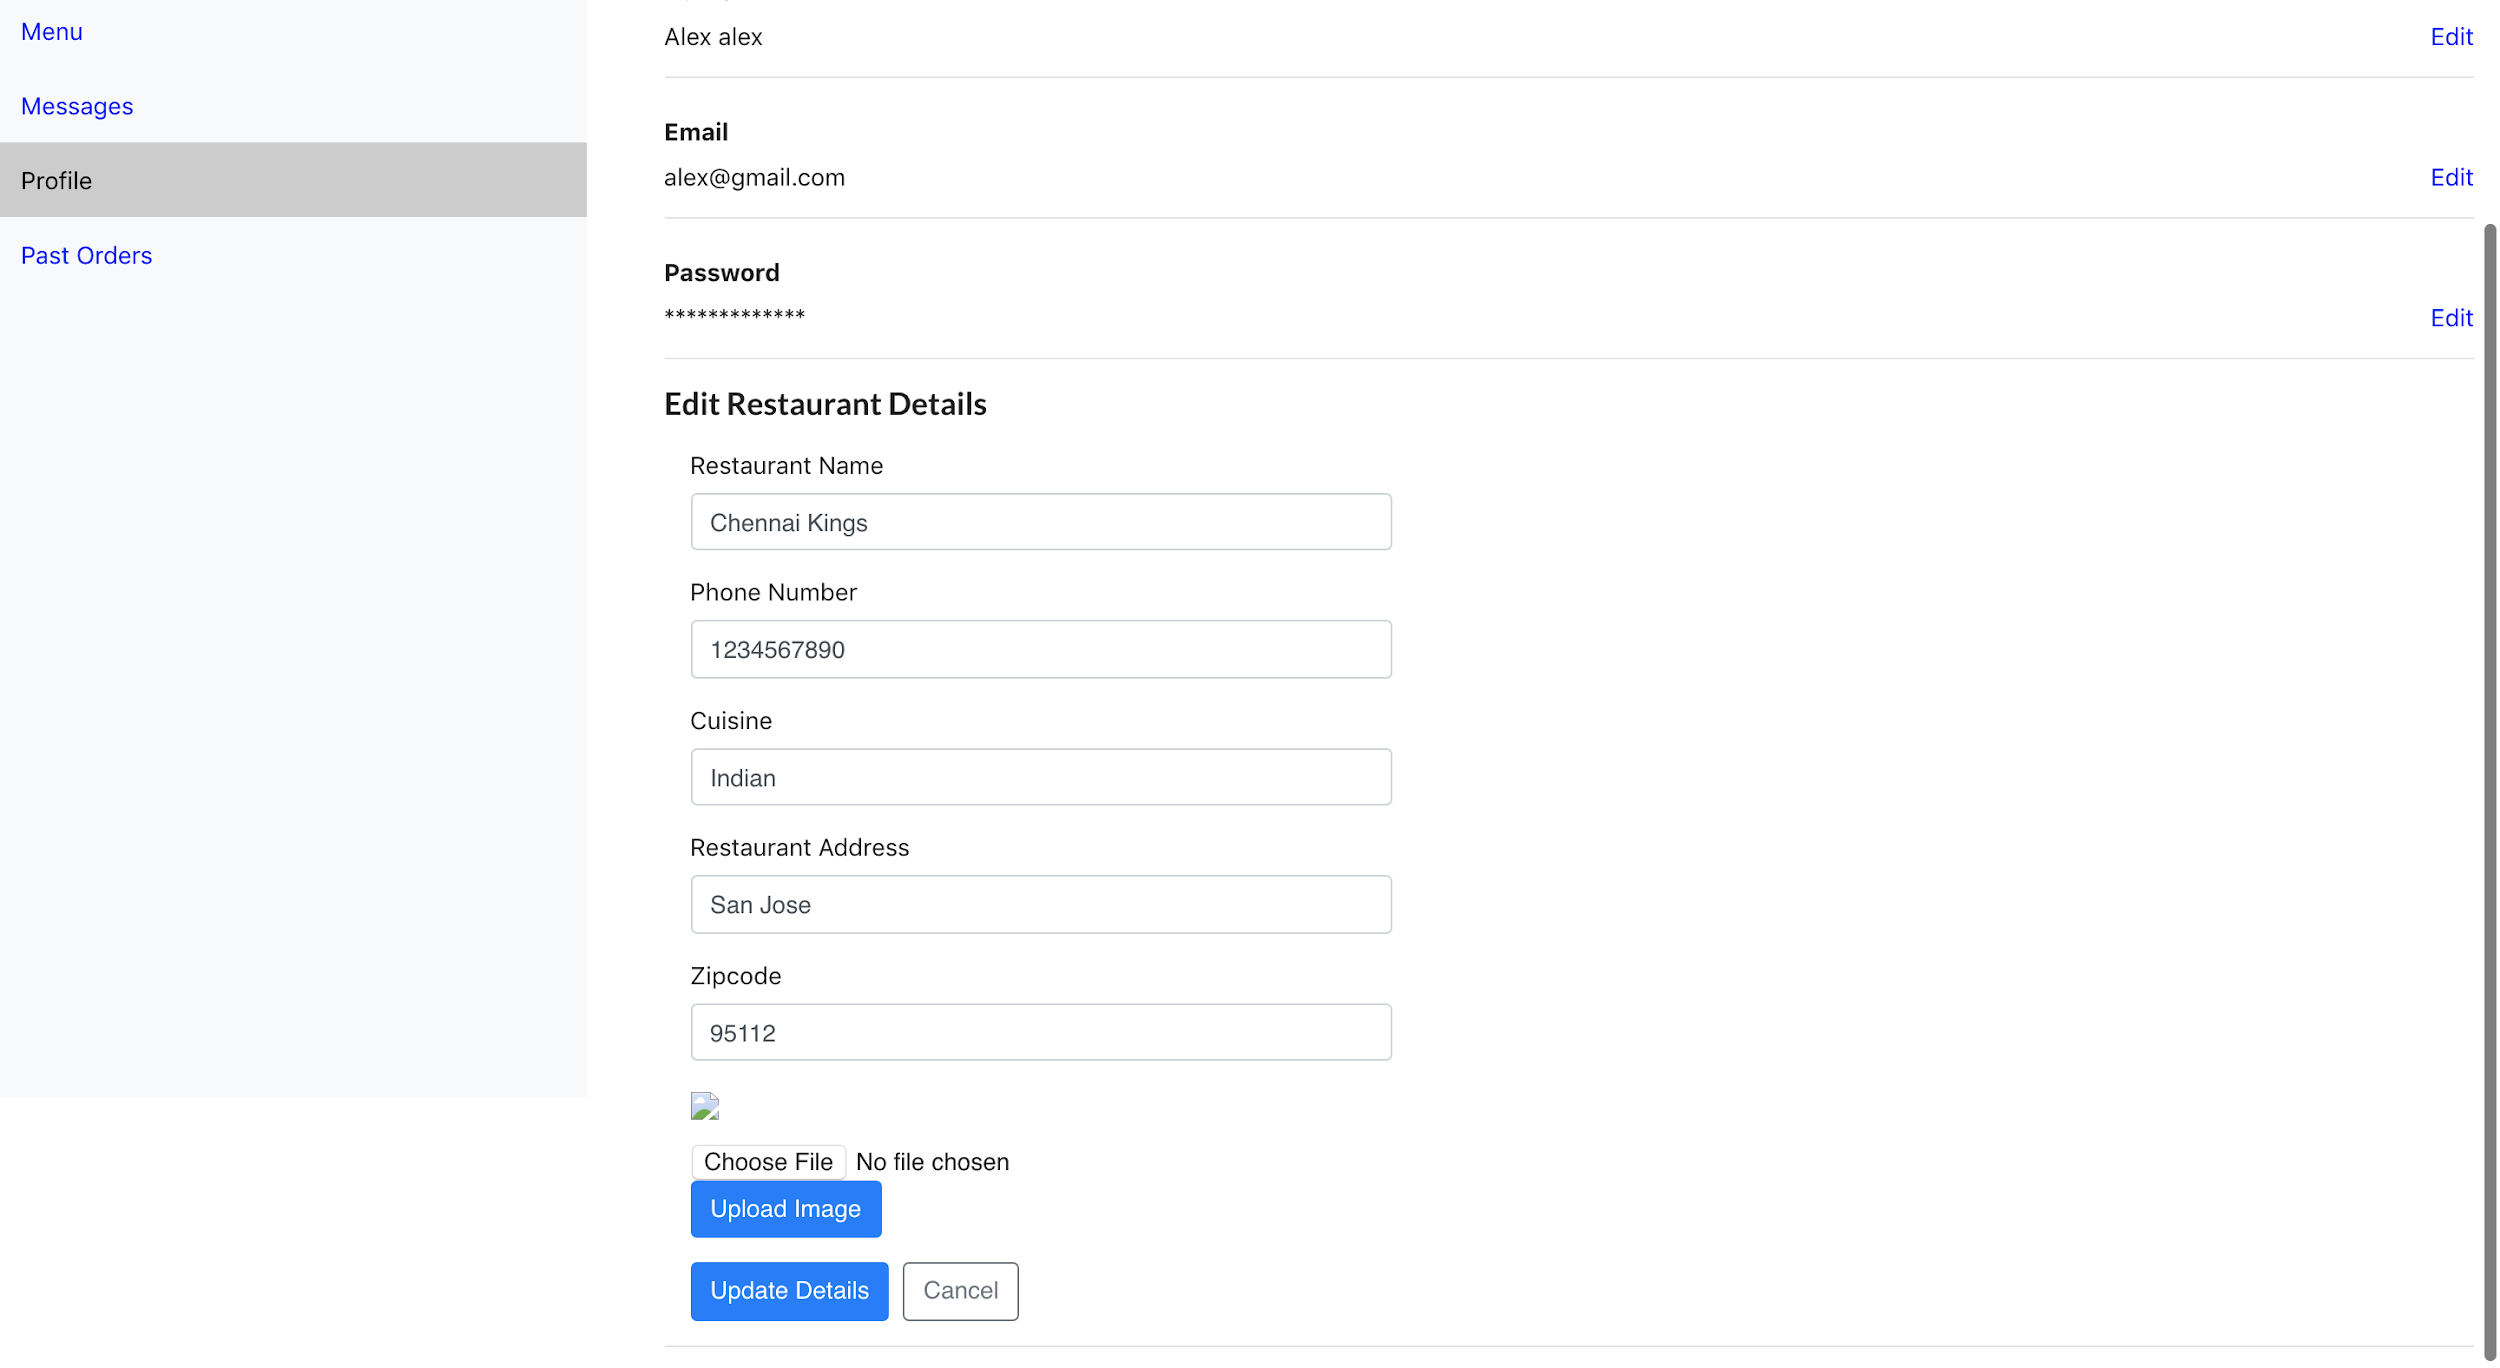 Menu
Messages
Profile
Past Orders
Alex alex
Edit
Email
alex@gmail.com
Edit
Password
*************
Edit
Edit Restaurant Details
Restaurant Name
Chennai Kings
Phone Number
1234567890
Cuisine
Indian
Restaurant Address
San Jose
Zipcode
95112
Choose File No file chosen
Upload Image
Update Details Cancel